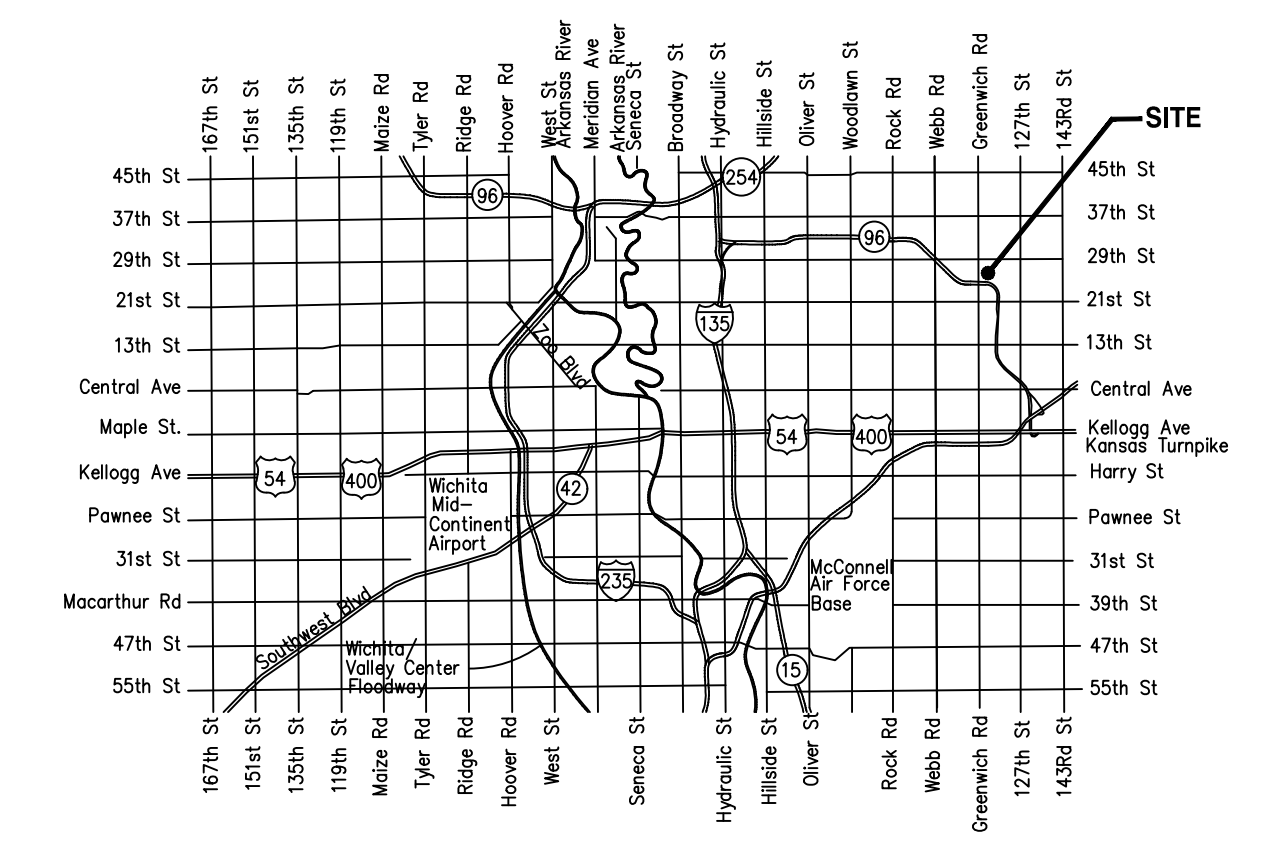 167th St
151st St
135th St
119th St
Maize Rd
Tyler Rd
Ridge Rd
Hoover Rd
West St
Arkansas River
Meridian Ave
Arkansas River
Seneca St
Broadway St
Hydraulic St
Hillside St
Oliver St
Woodlawn St
Rock Rd
Webb Rd
Greenwich Rd
127th St
143Rd St
SITE
45th St
37th St
29th St
21st St
13th St
Central Ave
Maple St.
Kellogg Ave
Pawnee St
31st St
Macarthur Rd
47th St
55th St
96
254
96
135
Zoo Blvd
54
400
54
400
42
235
15
Wichita
Mid-
Continent
Airport
McConnell
Air Force
Base
Southwest Blvd
Wichita/
Valley Center
Floodway
45th St
37th St
29th St
21st St
13th St
Central Ave
Kellogg Ave
Kansas Turnpike
Harry St
Pawnee St
31st St
39th St
47th St
55th St
167th St
151st St
135th St
119th St
Maize Rd
Tyler Rd
Ridge Rd
Hoover Rd
West St
Seneca St
Hydraulic St
Hillside St
Oliver St
Rock Rd
Webb Rd
Greenwich Rd
127th St
143Rd St